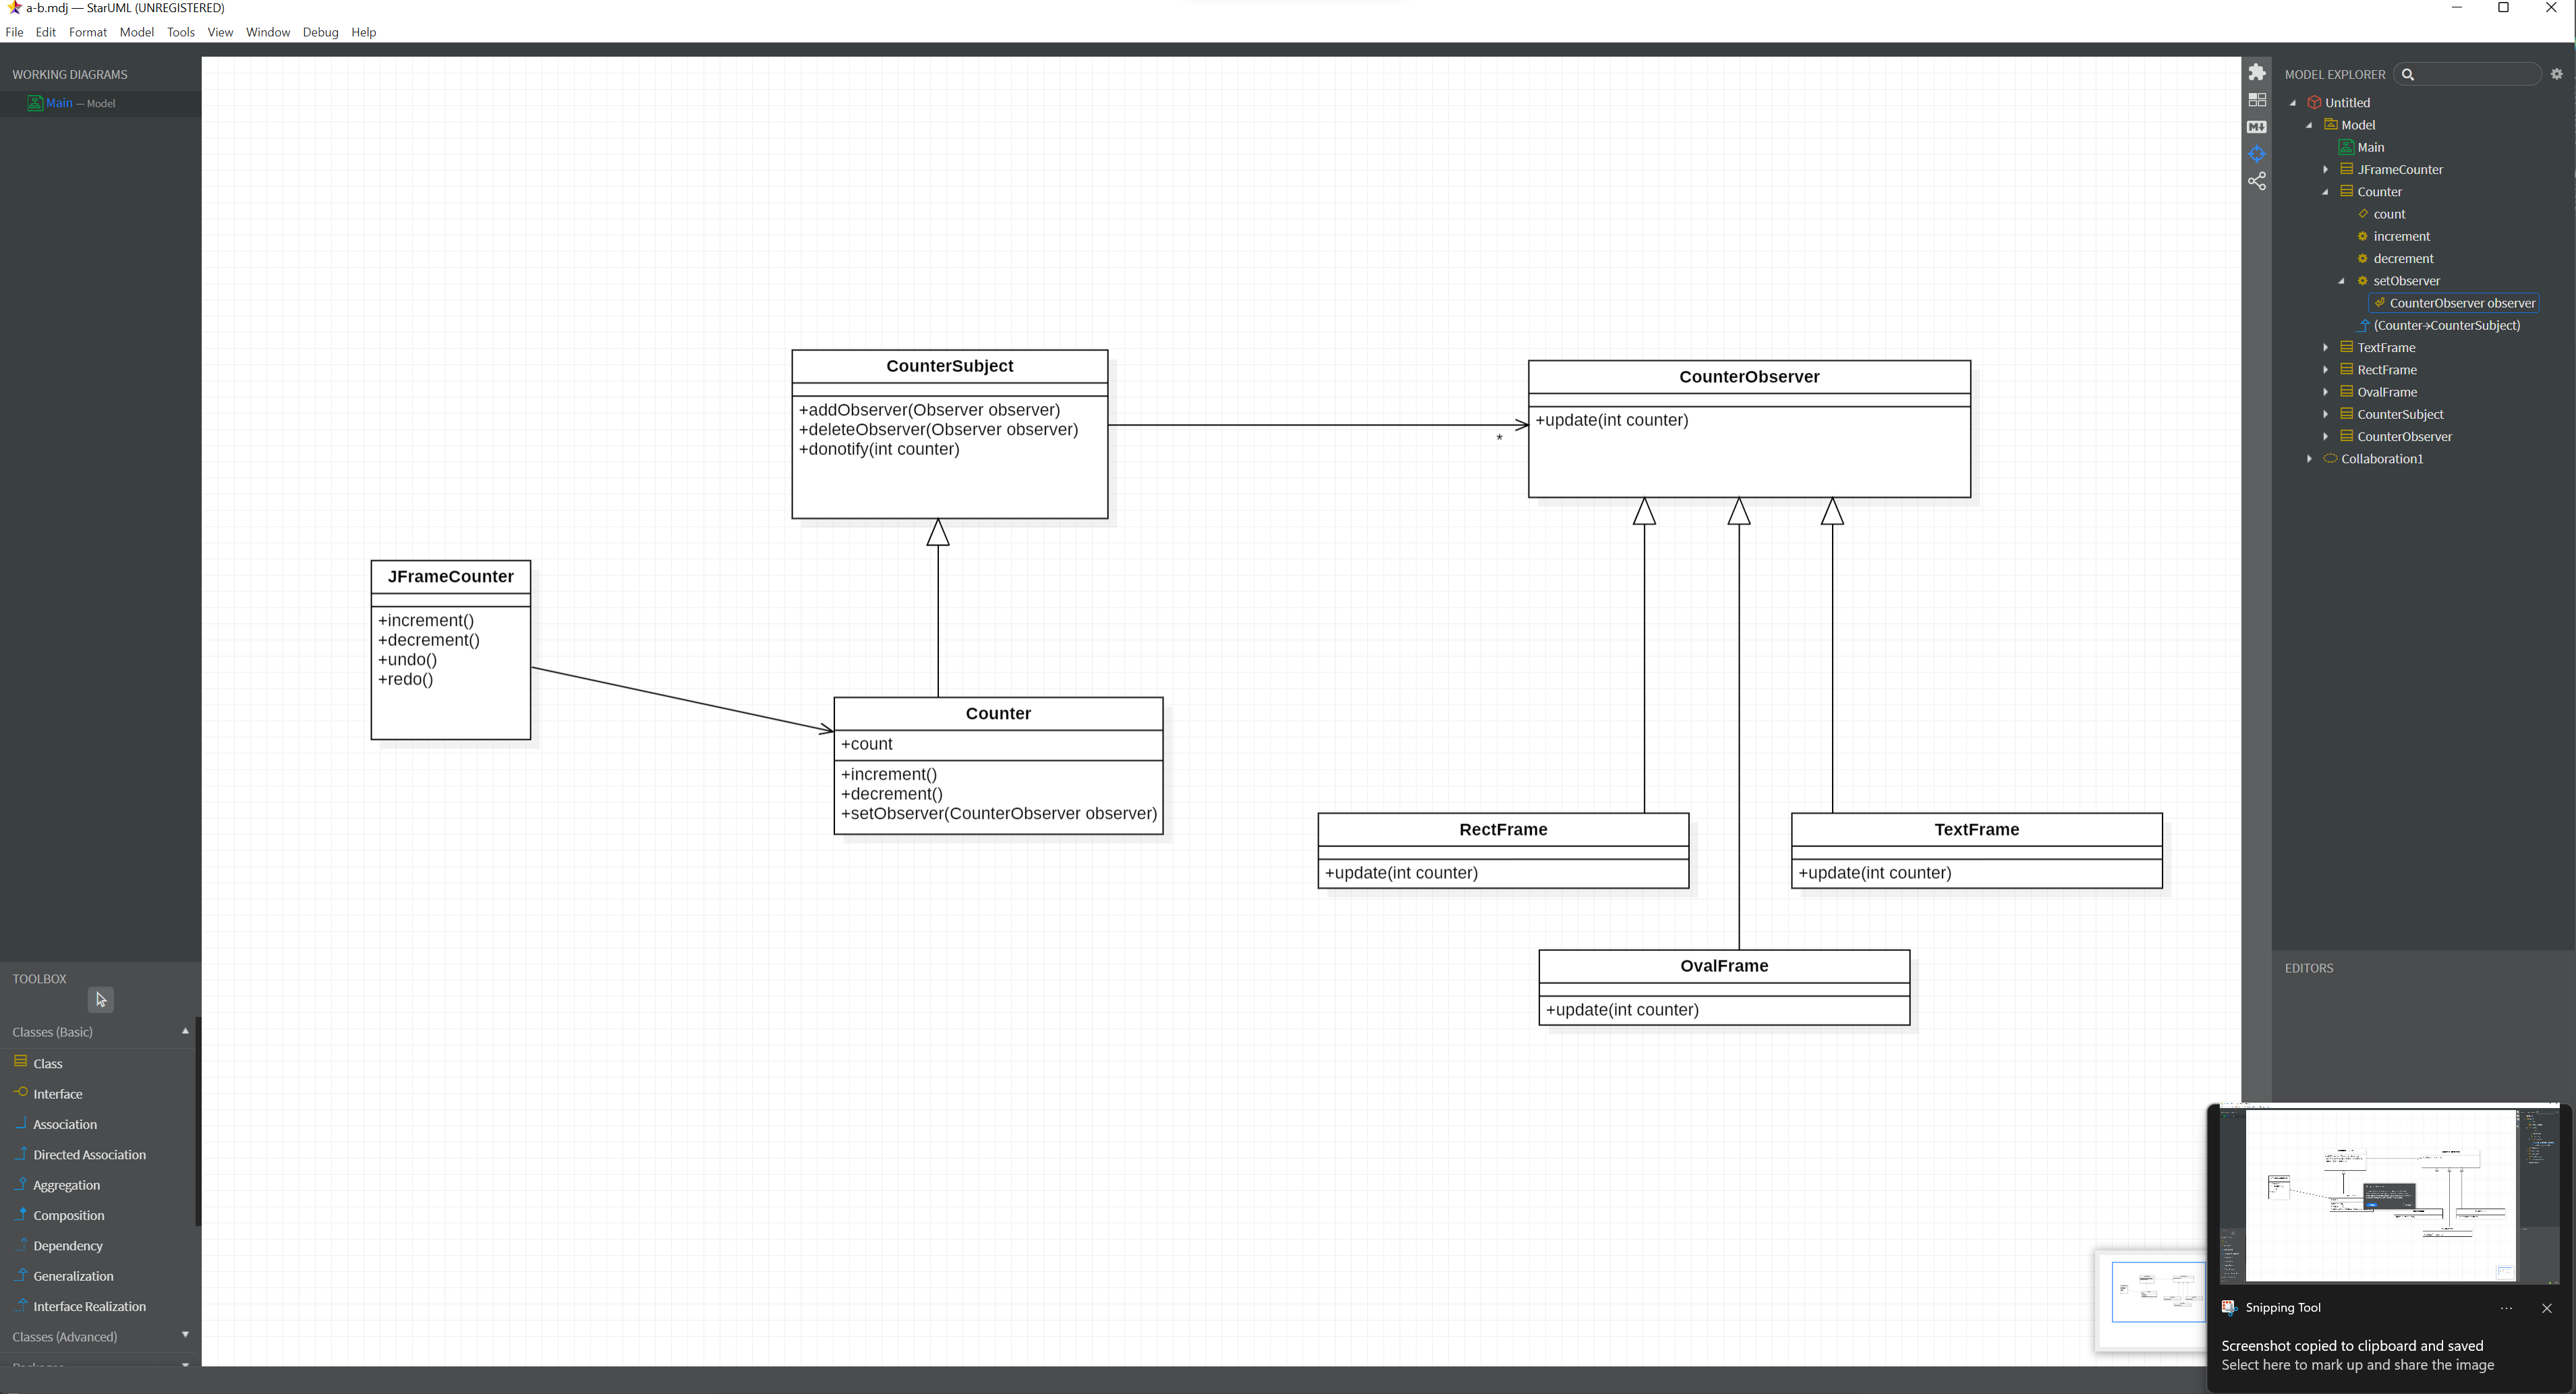 a-b.mdj — StarUML (UNREGISTERED)
File Edit Format Model Tools View Window Debug Help
WORKING DIAGRAMS
Main — Model
CounterSubject
+addObserver(Observer observer)
+deleteObserver(Observer observer)
+donotify(int counter)
CounterObserver
+update(int counter)
*
JFrameCounter
+increment()
+decrement()
+undo()
+redo()
Counter
+count
+increment()
+decrement()
+setObserver(CounterObserver observer)
RectFrame
+update(int counter)
TextFrame
+update(int counter)
OvalFrame
+update(int counter)
TOOLBOX
Classes (Basic)
Class
Interface
Association
Directed Association
Aggregation
Composition
Dependency
Generalization
Interface Realization
Classes (Advanced)
MODEL EXPLORER
Untitled
Model
Main
JFrameCounter
Counter
count
increment
decrement
setObserver
CounterObserver observer
(Counter→CounterSubject)
TextFrame
RectFrame
OvalFrame
CounterSubject
CounterObserver
Collaboration1
EDITORS
Snipping Tool
Screenshot copied to clipboard and saved
Select here to mark up and share the image